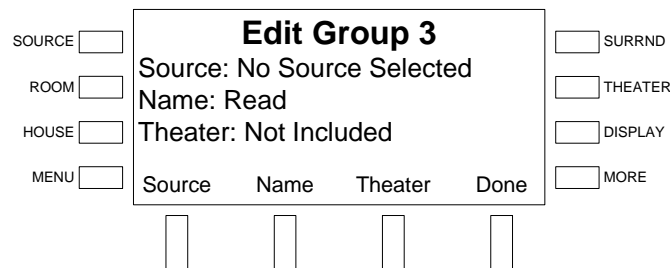 Edit Group 3
SOURCE
SURRND
Source: No Source Selected
ROOM
THEATER
Name: Read
HOUSE
Theater: Not Included
DISPLAY
MENU
Source Name Theater Done
MORE